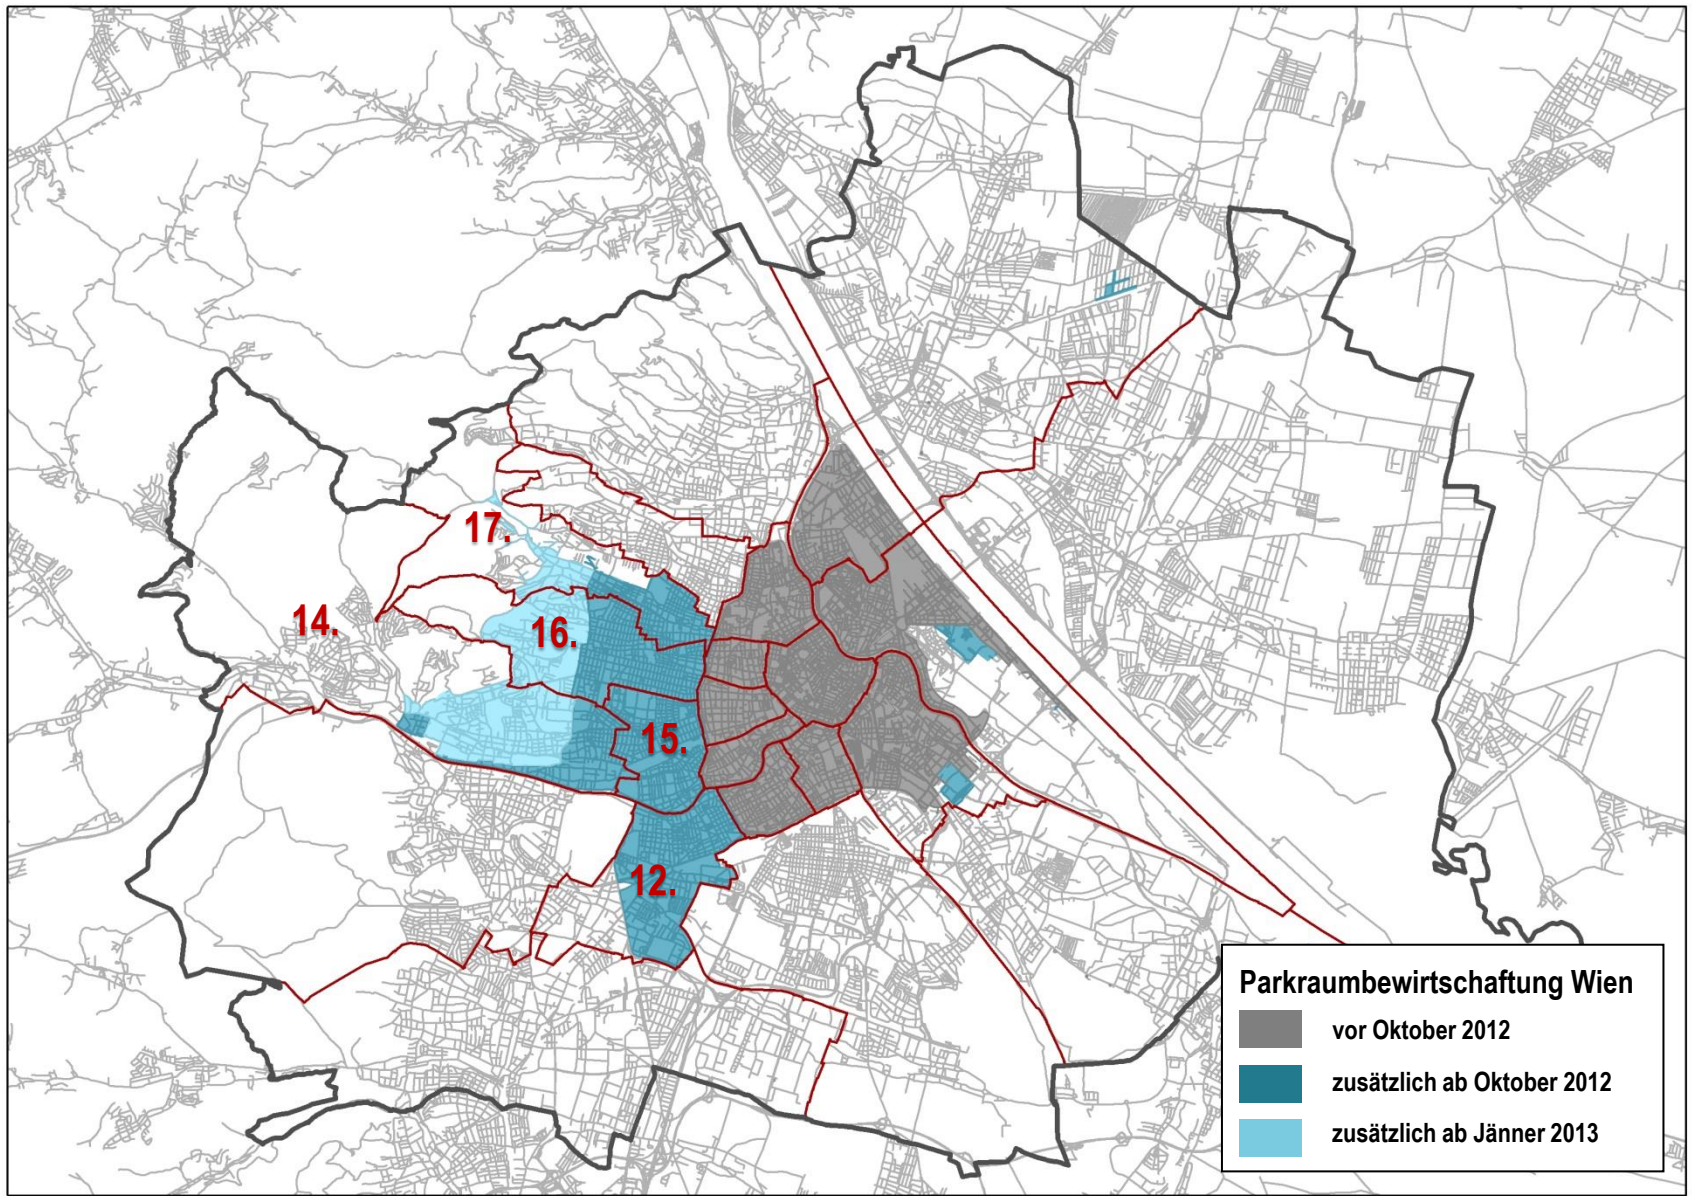 17.
14.
16.
15.
12.
Parkraumbewirtschaftung Wien
vor Oktober 2012
zusätzlich ab Oktober 2012
zusätzlich ab Jänner 2013